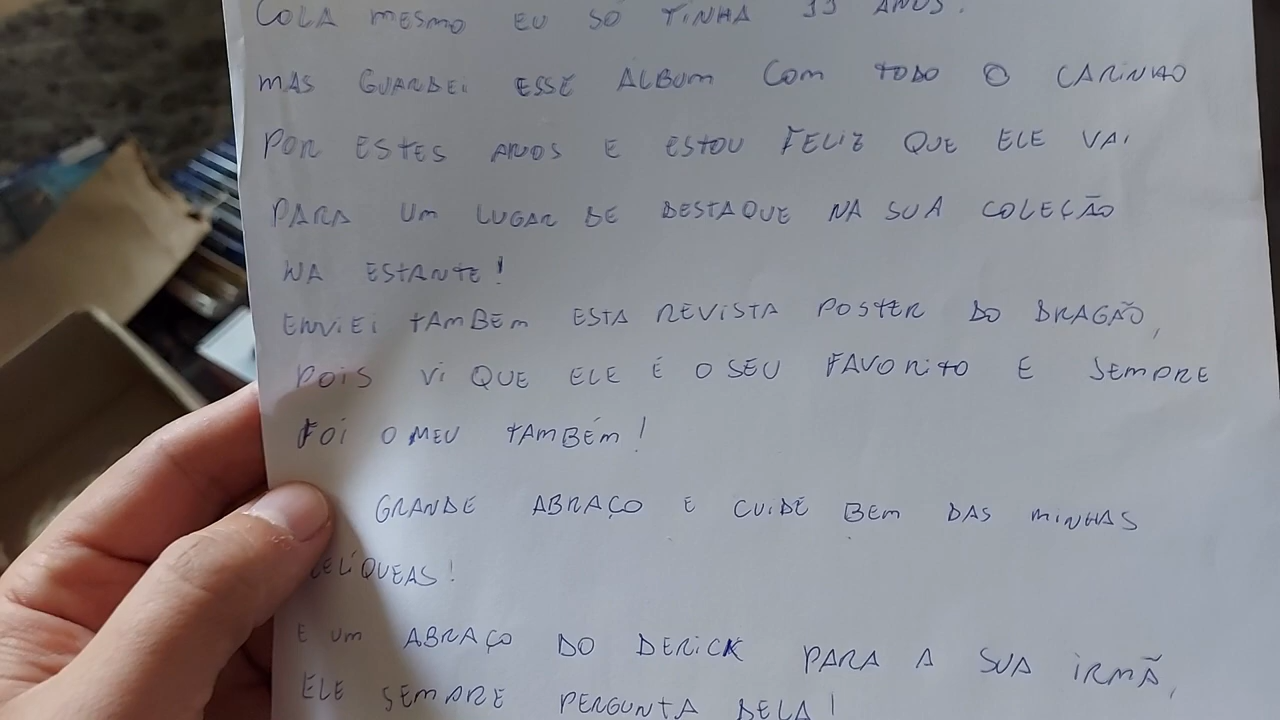 COLA MESMO EU SÓ TINHA 13 ANOS.
MAS GUARDEI ESSE ALBUM COM TODO O CARINHO
POR ESTES ANOS E ESTOU FELIZ QUE ELE VAI
PARA UM LUGAR DE DESTAQUE NA SUA COLEÇÃO
NA ESTANTE!
ENVIEI TAMBÉM ESTA REVISTA POSTER DO DRAGÃO,
POIS VI QUE ELE É O SEU FAVORITO E SEMPRE
FOI O MEU TAMBÉM!
GRANDE ABRAÇO E CUIDE BEM DAS MINHAS
RELÍQUEAS!
E UM ABRAÇO DO DERICK PARA A SUA IRMÃ,
ELE SEMPRE PERGUNTA DELA!